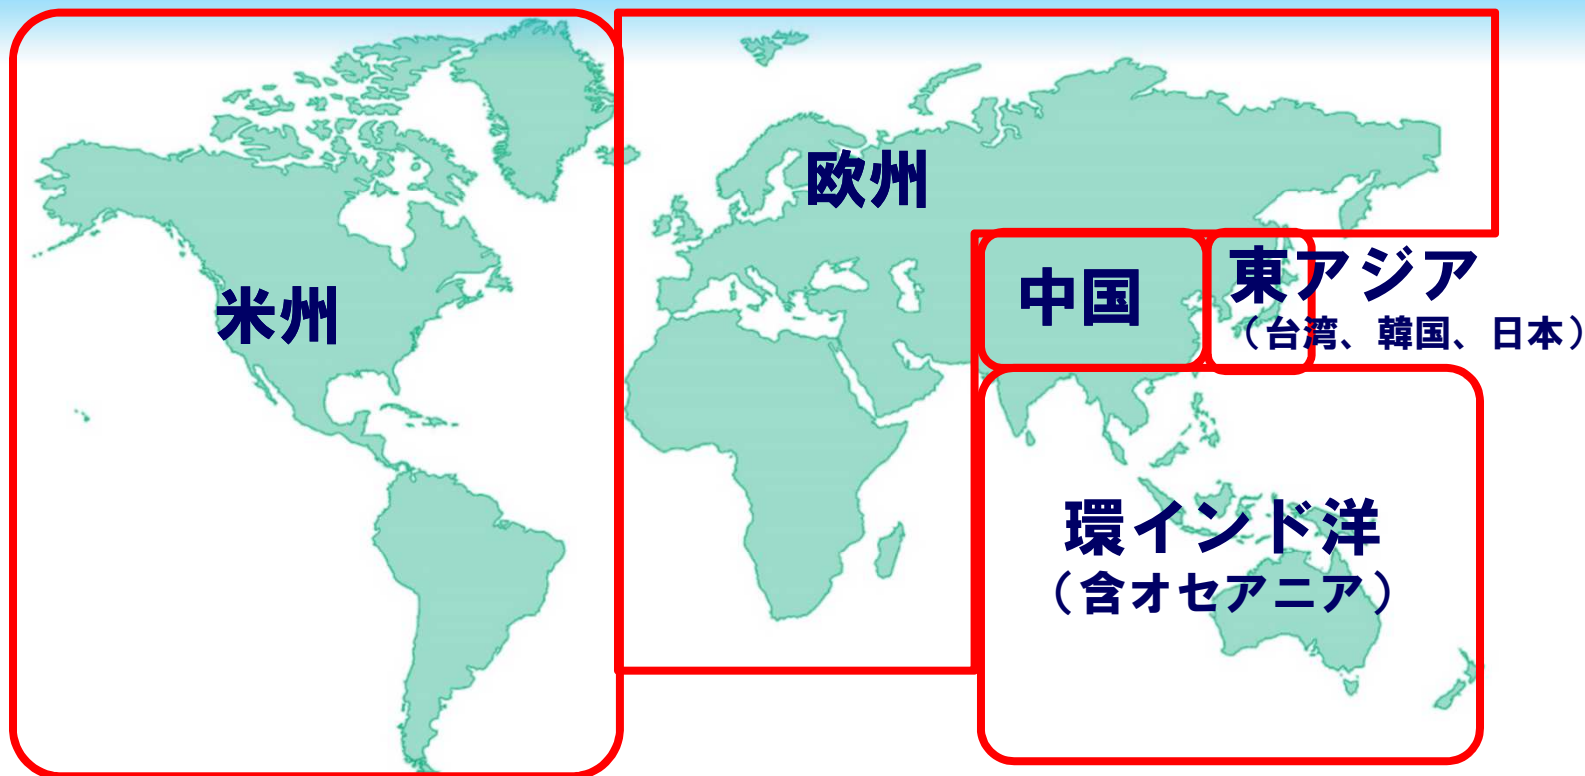 欧州
米州
中国
東アジア
（台湾、韓国、日本）
環インド洋
（含オセアニア）